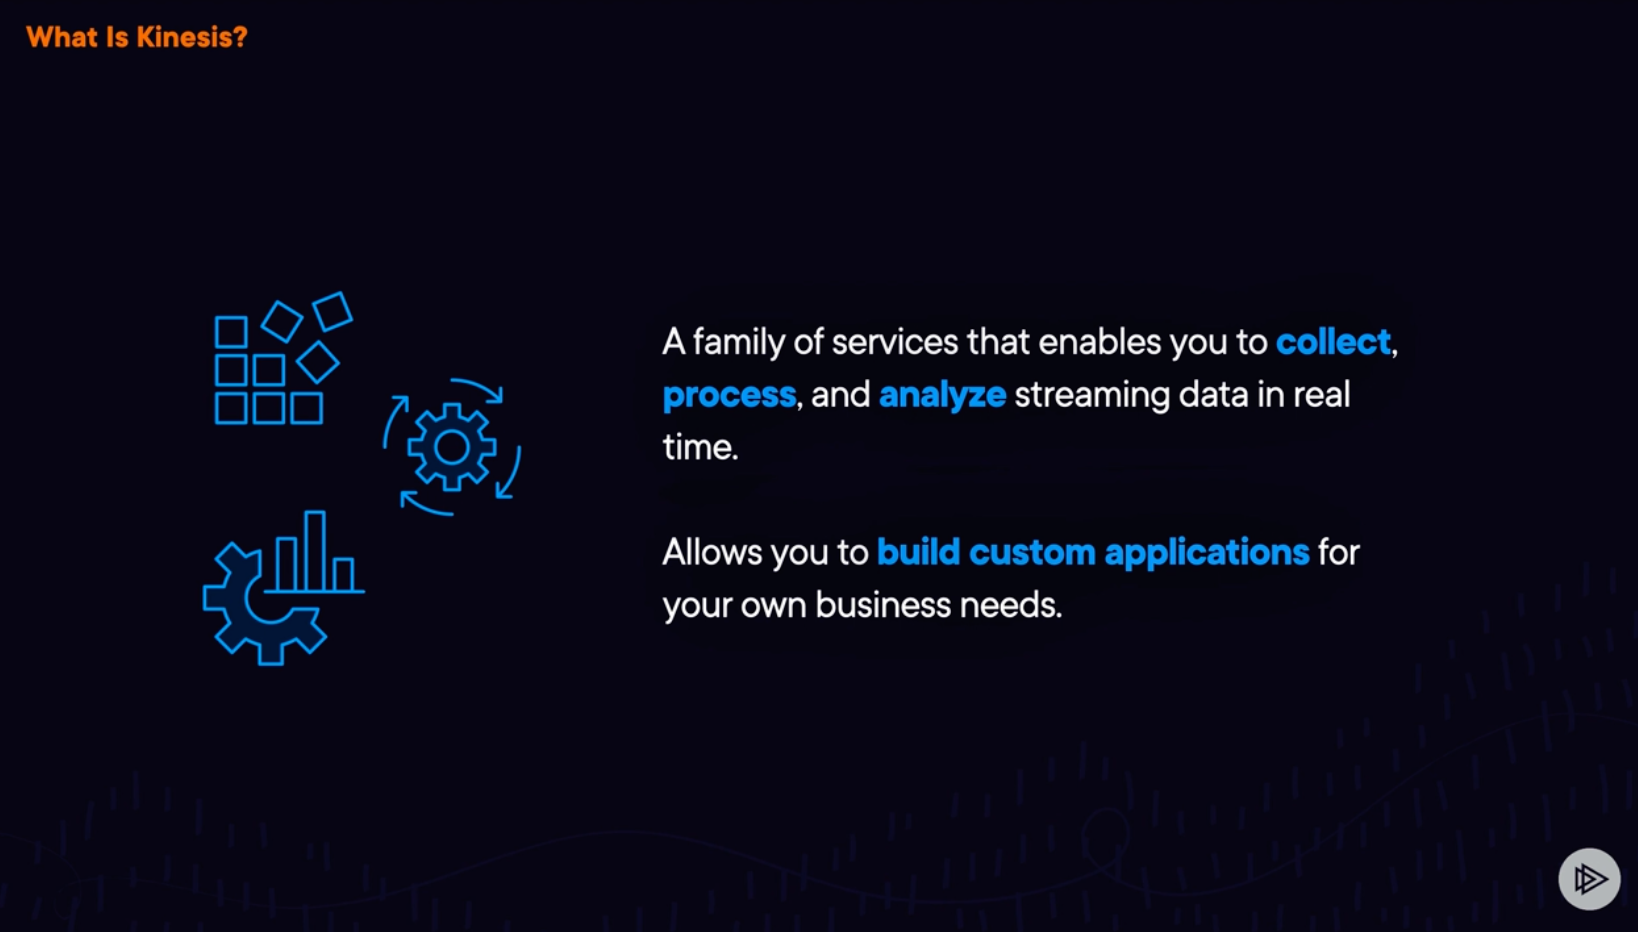 What Is Kinesis?
A family of services that enables you to collect,
process, and analyze streaming data in real
time.
Allows you to build custom applications for
your own business needs.